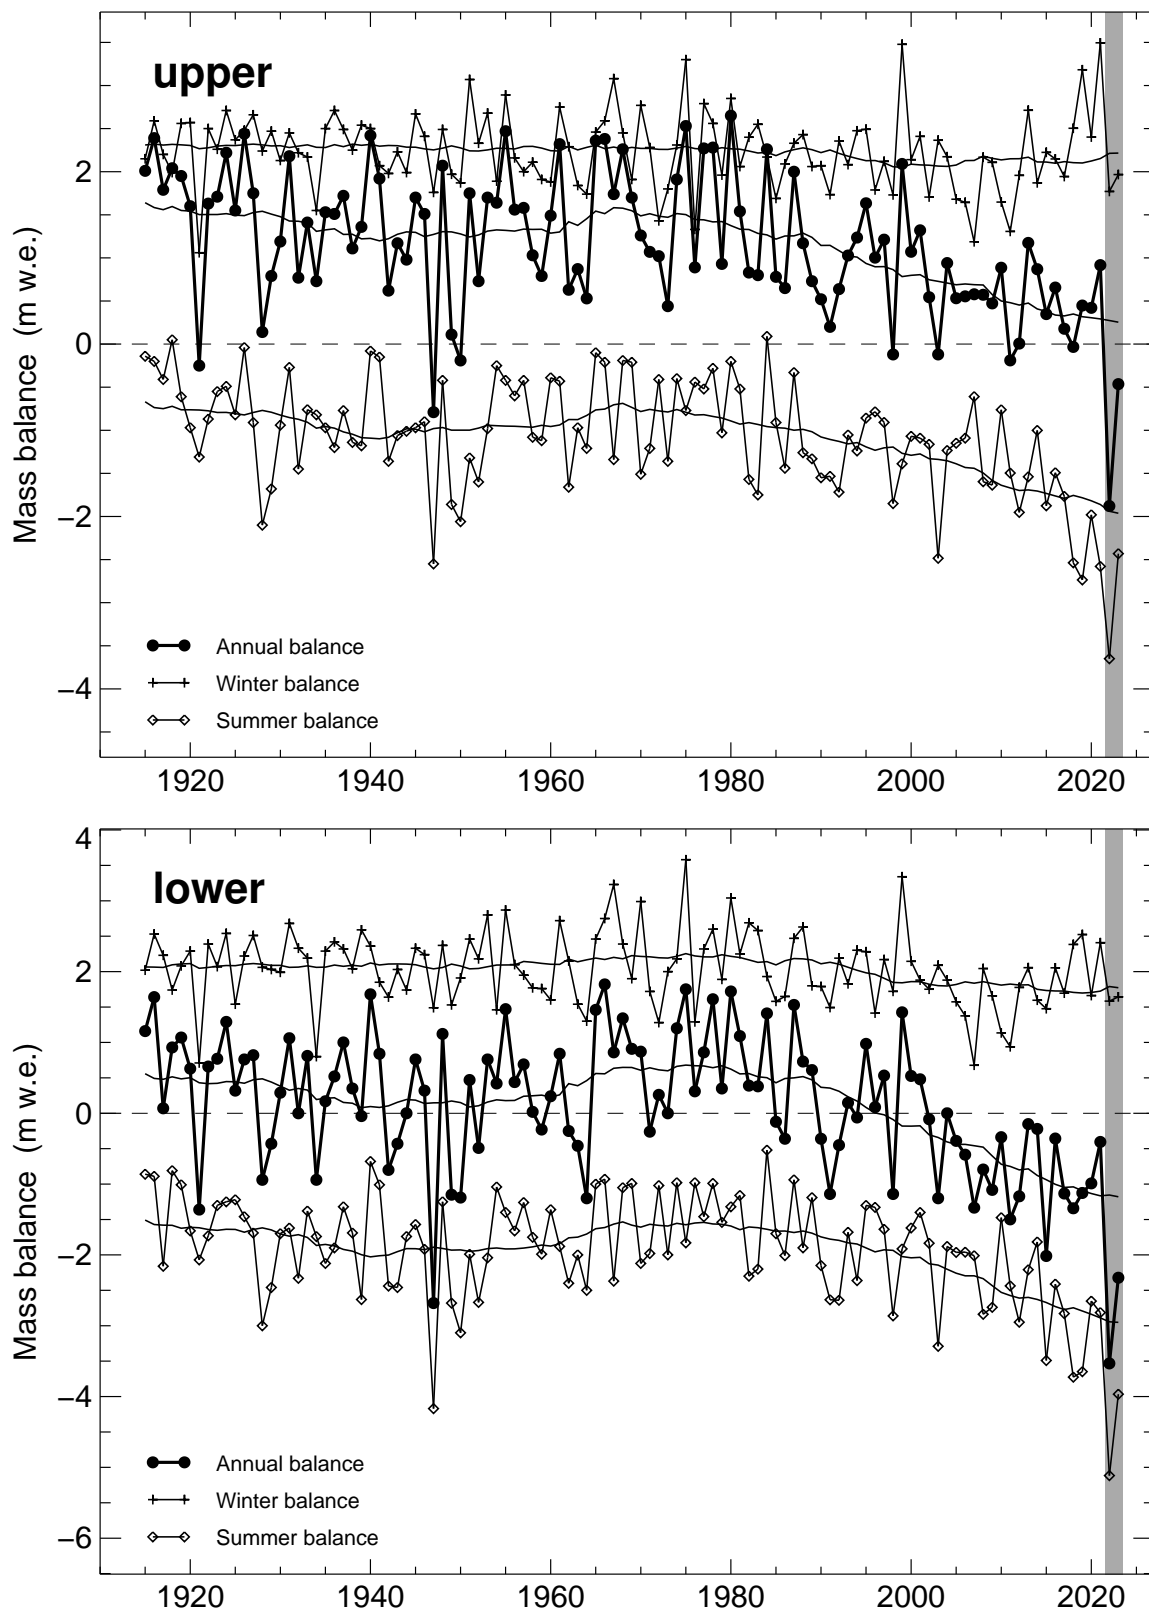 upper
Mass balance (m w.e.)
2
0
−2
−4
Annual balance
Winter balance
Summer balance
1920 1940 1960 1980 2000 2020
lower
Mass balance (m w.e.)
4
2
0
−2
−4
−6
Annual balance
Winter balance
Summer balance
1920 1940 1960 1980 2000 2020